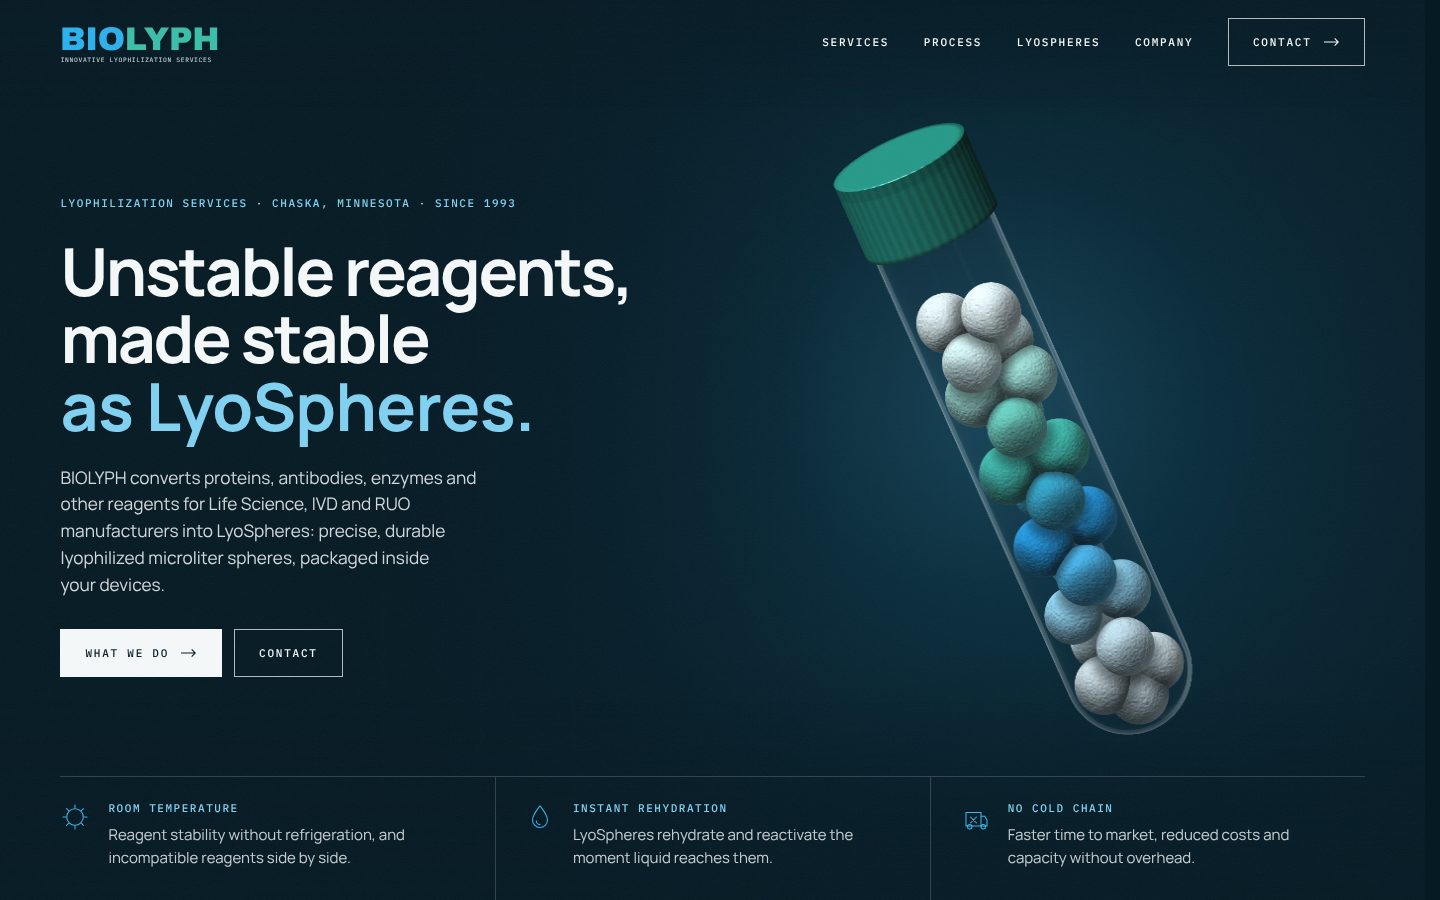 BIOLYPH
INNOVATIVE LYOPHILIZATION SERVICES
SERVICES
PROCESS
LYOSPHERES
COMPANY
CONTACT
LYOPHILIZATION SERVICES · CHASKA, MINNESOTA · SINCE 1993
Unstable reagents,
made stable
as LyoSpheres.
BIOLYPH converts proteins, antibodies, enzymes and
other reagents for Life Science, IVD and RUO
manufacturers into LyoSpheres: precise, durable
lyophilized microliter spheres, packaged inside
your devices.
WHAT WE DO
CONTACT
ROOM TEMPERATURE
Reagent stability without refrigeration, and
incompatible reagents side by side.
INSTANT REHYDRATION
LyoSpheres rehydrate and reactivate the
moment liquid reaches them.
NO COLD CHAIN
Faster time to market, reduced costs and
capacity without overhead.